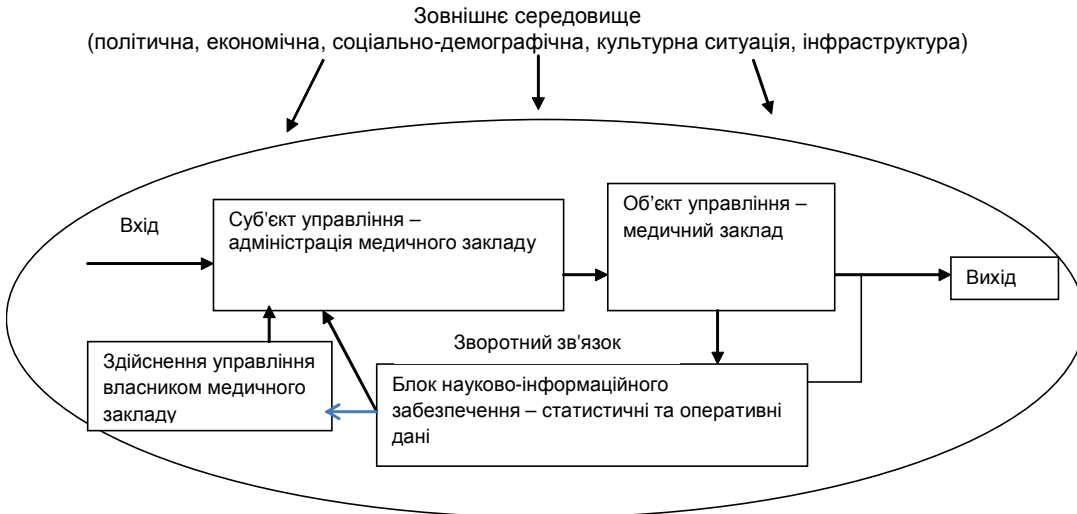 Зовнішнє середовище
(політична, економічна, соціально-демографічна, культурна ситуація, інфраструктура)
Вхід
Суб'єкт управління –
адміністрація медичного закладу
Об’єкт управління –
медичний заклад
Вихід
Зворотний зв'язок
Здійснення управління
власником медичного
закладу
Блок науково-інформаційного
забезпечення – статистичні та оперативні
дані